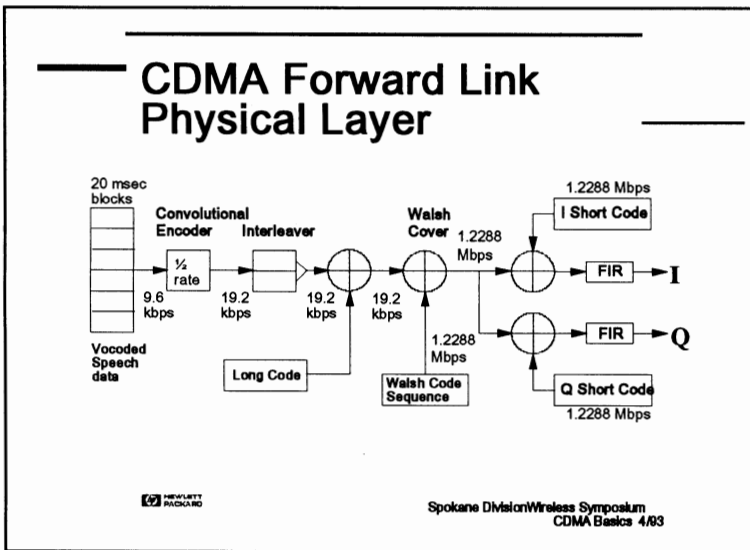 CDMA Forward Link
Physical Layer
20 msec
blocks
Convolutional
Encoder
Interleaver
Walsh
Cover
1.2288
Mbps
1.2288 Mbps
I Short Code
½
rate
FIR
I
9.6
kbps
19.2
kbps
19.2
kbps
19.2
kbps
1.2288
Mbps
FIR
Q
Vocoded
Speech
data
Long Code
Walsh Code
Sequence
Q Short Code
1.2288 Mbps
hp HEWLETT
PACKARD
Spokane DivisionWireless Symposium
CDMA Basics 4/93